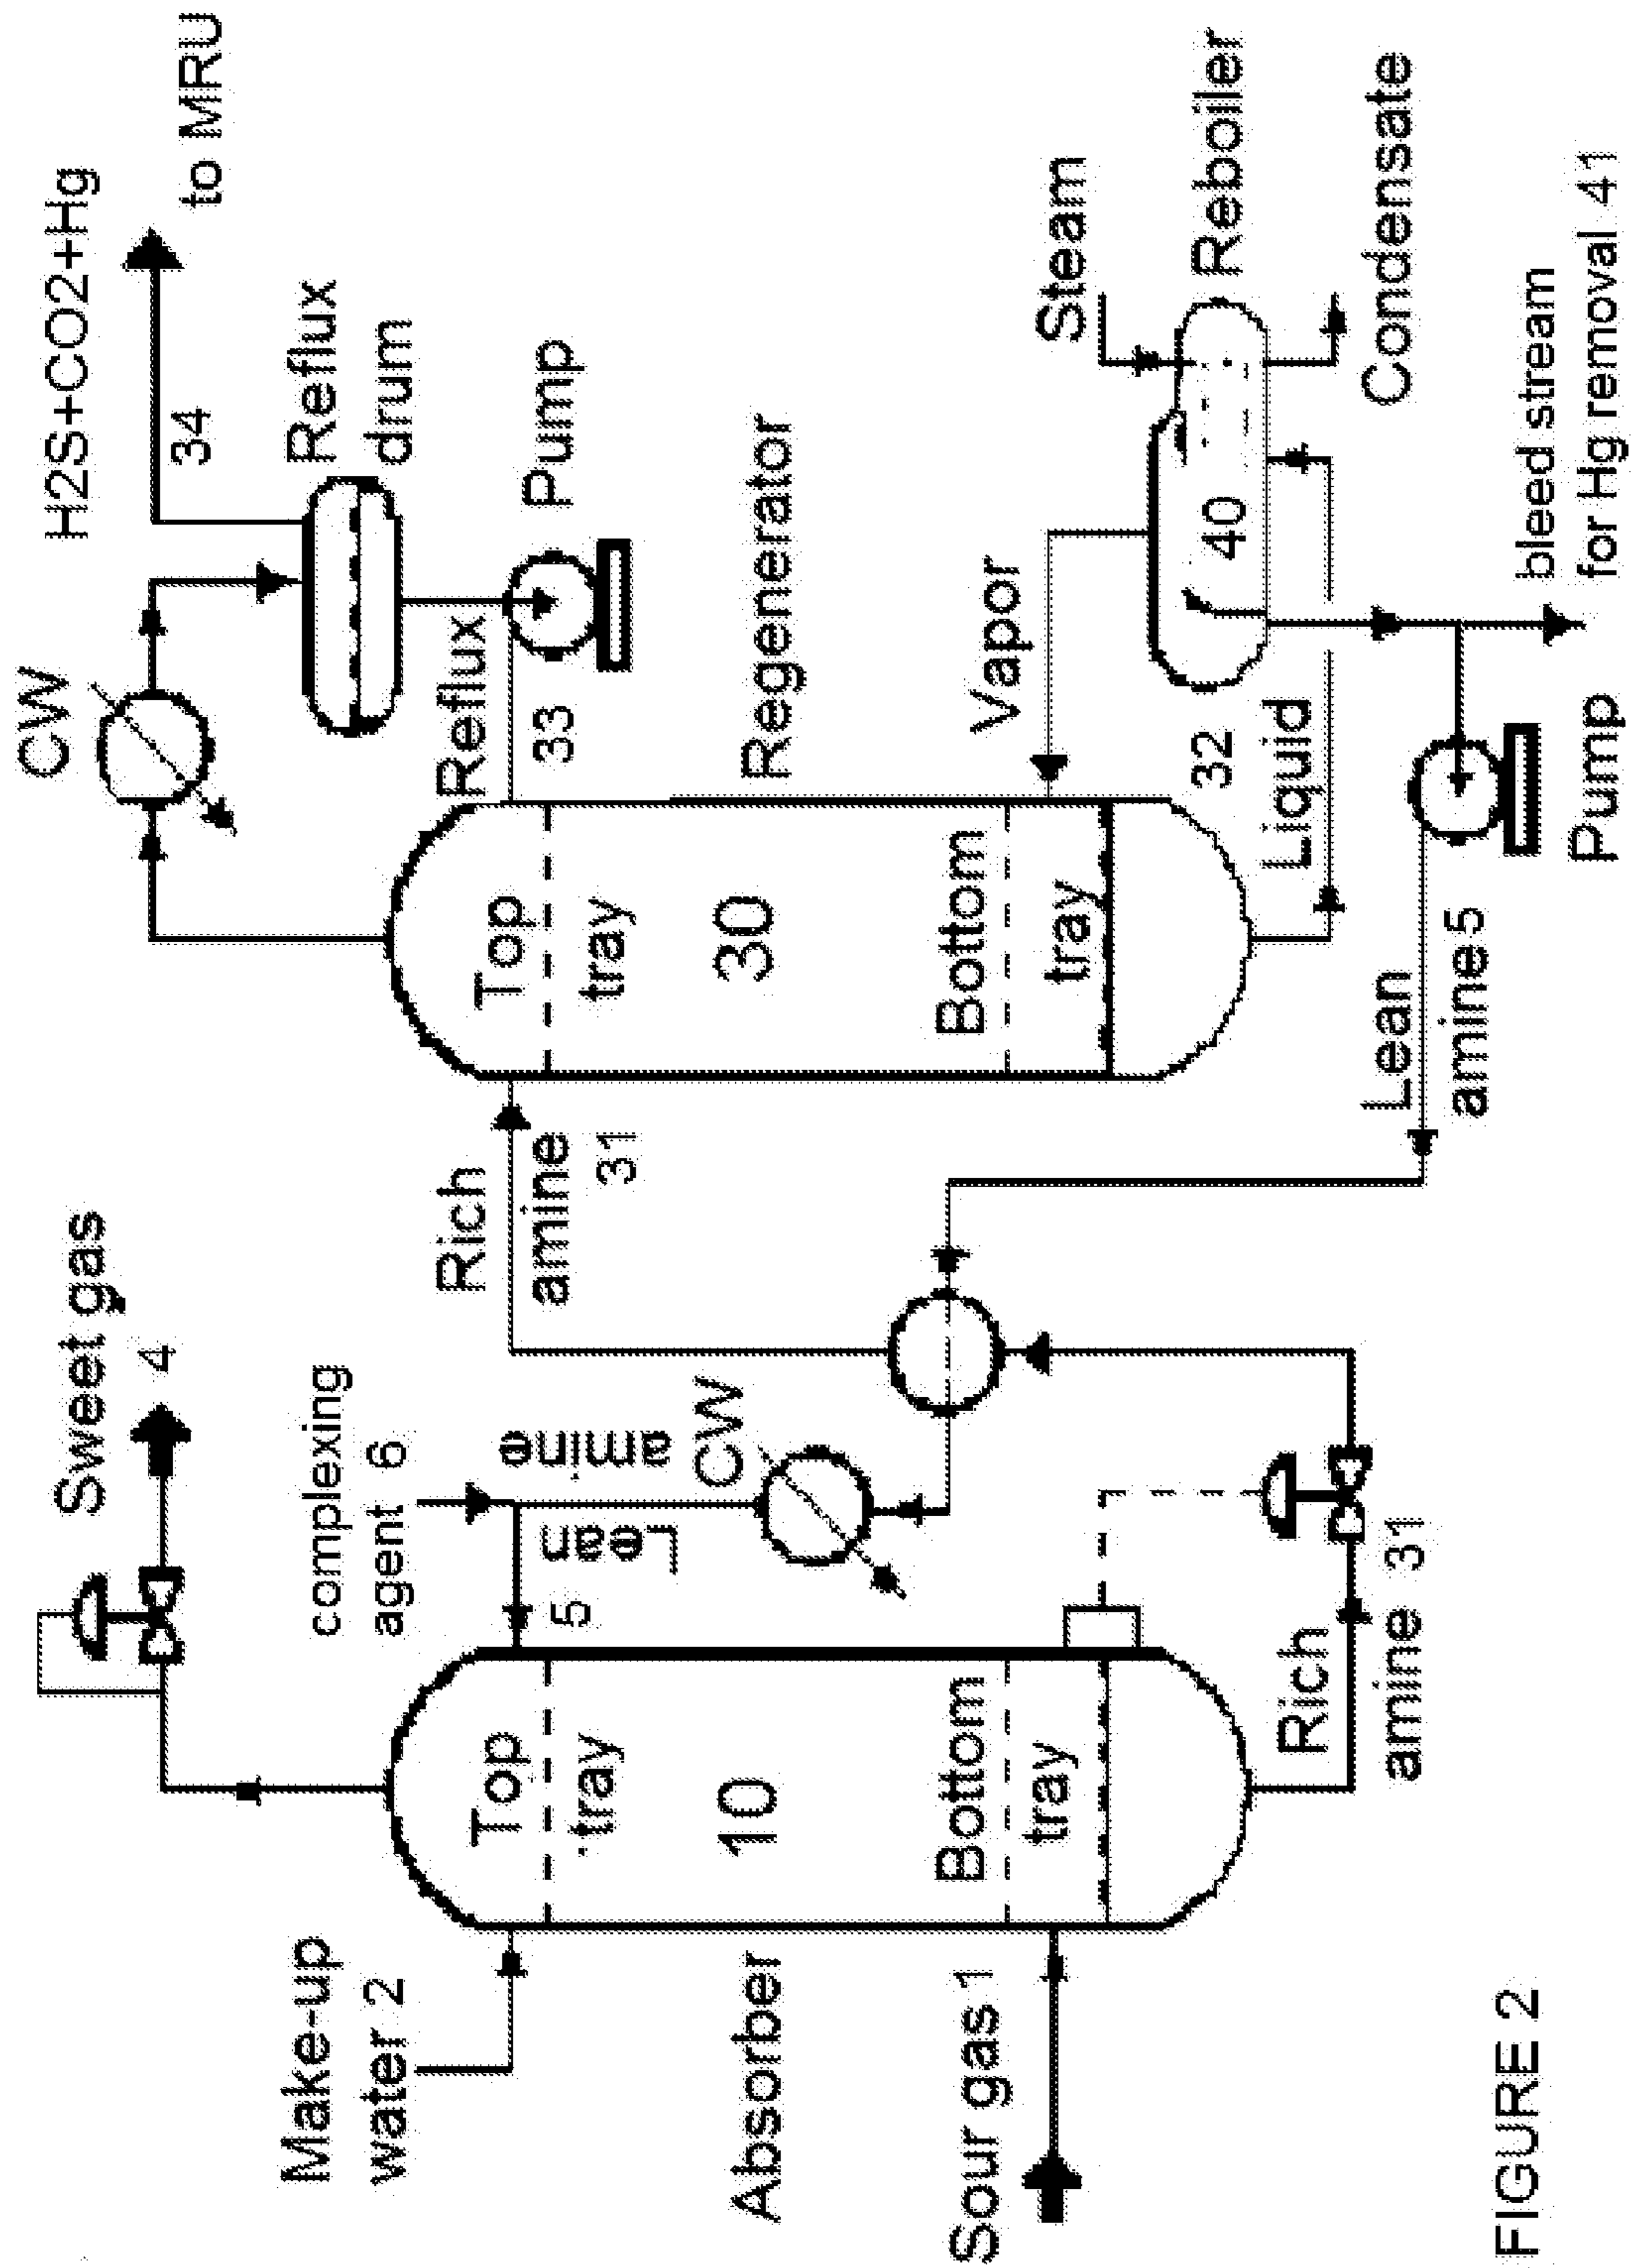 Sweet gas
4
Make-up
water 2
complexing
agent 6
Lean
amine
5
CW
Top
tray
10
Bottom
tray
Absorber
Sour gas 1
Rich
amine 31
Rich
amine
31
CW
H2S+CO2+Hg
34
to MRU
Reflux
drum
Reflux
33
Pump
Top
tray
30
Bottom
tray
Regenerator
Vapor
Steam
Reboiler
40
32
Liquid
Condensate
Lean
amine 5
Pump
bleed stream
for Hg removal 41
FIGURE 2